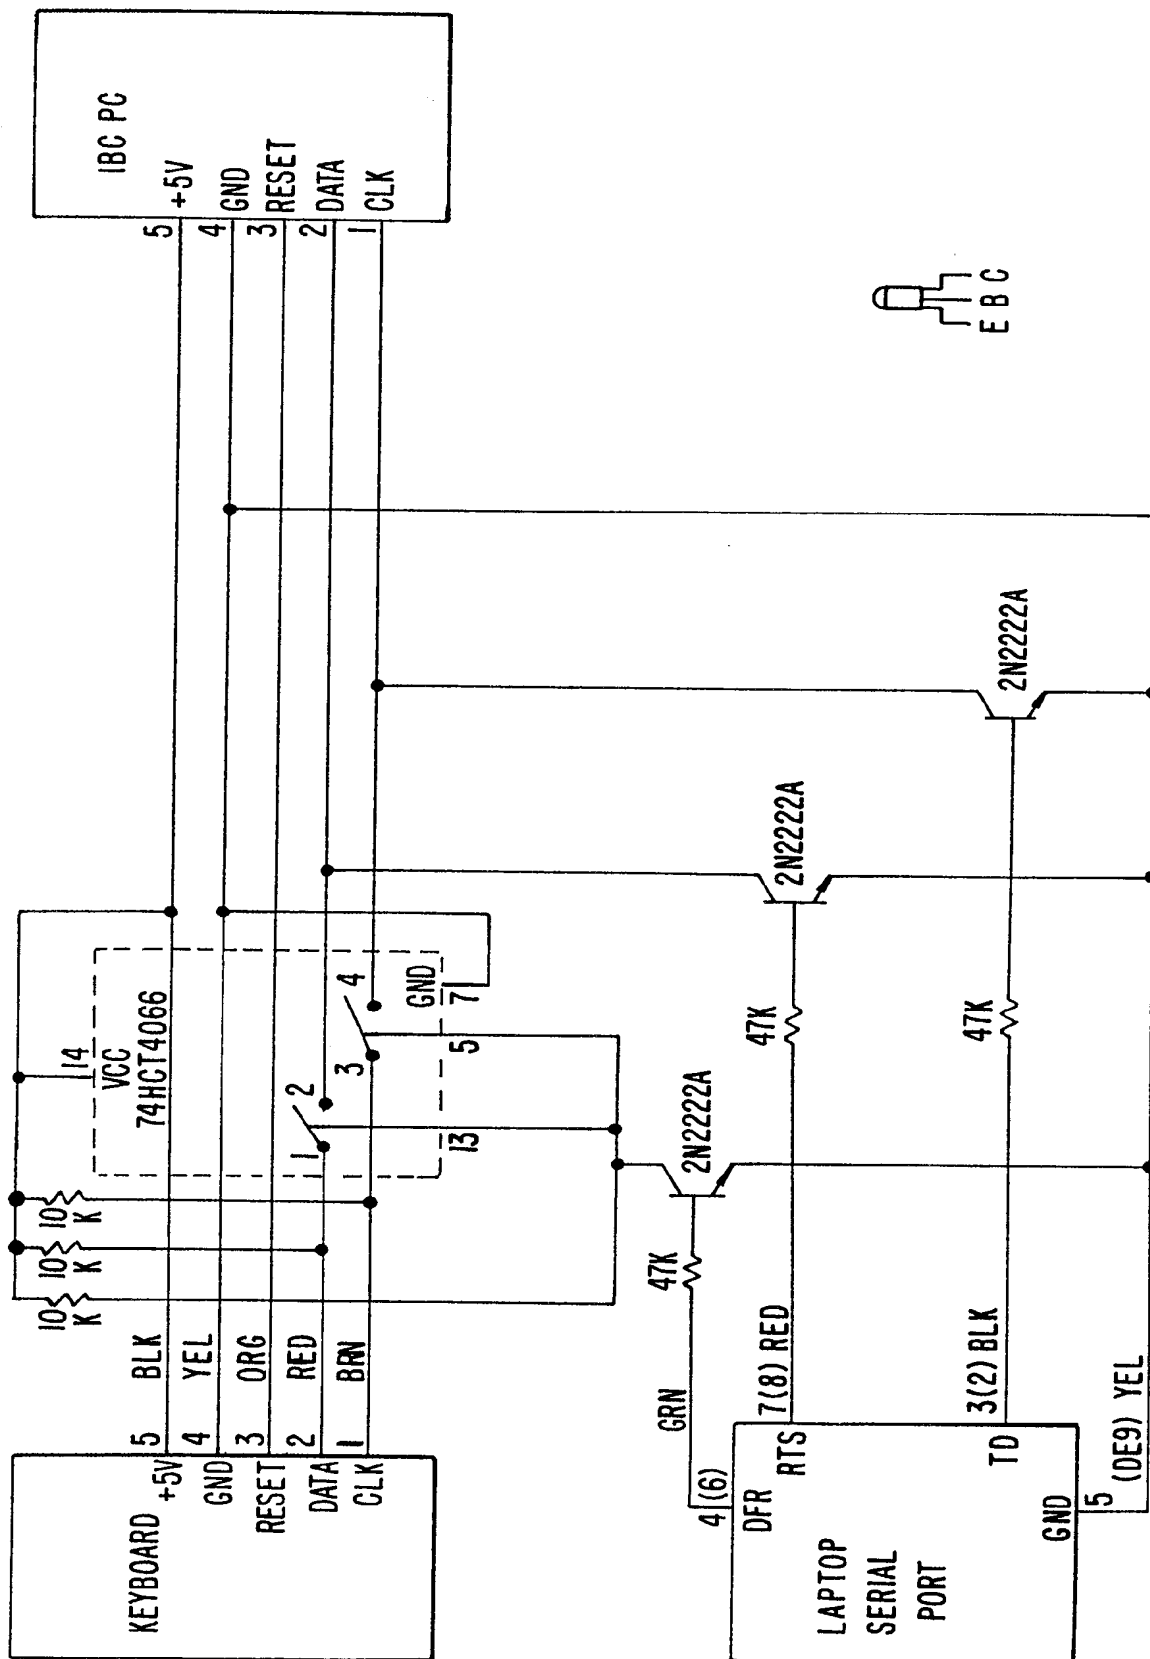 KEYBOARD
+5V
GND
RESET
DATA
CLK
5
4
3
2
1
BLK
YEL
ORG
RED
BRN
10
K
10
K
10
K
14
VCC
74HCT4066
1
2
3
4
GND
7
5
13
IBC PC
+5V
GND
RESET
DATA
CLK
5
4
3
2
1
LAPTOP
SERIAL
PORT
DFR
RTS
TD
GND
4 (6)
GRN
7(8) RED
3(2) BLK
5 (DE9) YEL
47K
47K
47K
2N2222A
2N2222A
2N2222A
E B C